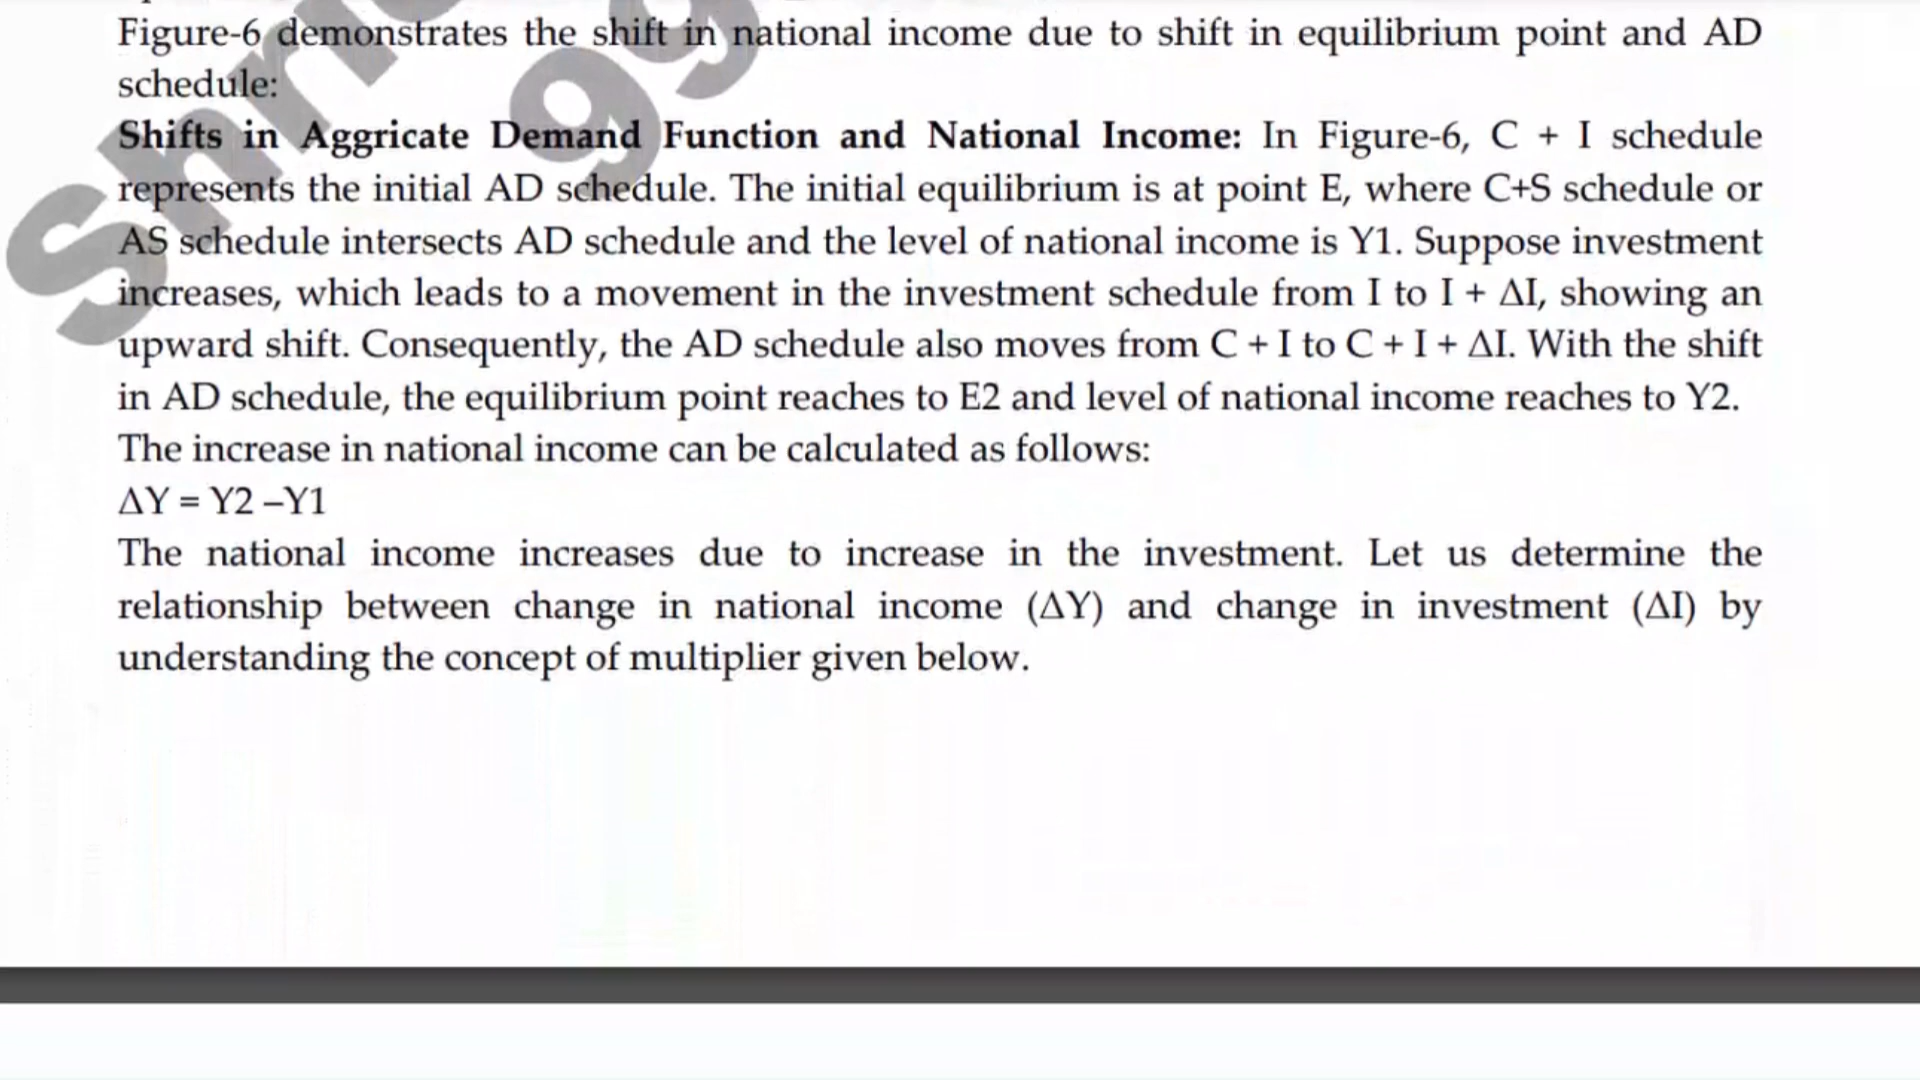 Figure-6 demonstrates the shift in national income due to shift in equilibrium point and AD
schedule:
Shifts in Aggricate Demand Function and National Income: In Figure-6, C + I schedule
represents the initial AD schedule. The initial equilibrium is at point E, where C+S schedule or
AS schedule intersects AD schedule and the level of national income is Y1. Suppose investment
increases, which leads to a movement in the investment schedule from I to I + ΔI, showing an
upward shift. Consequently, the AD schedule also moves from C + I to C + I + ΔI. With the shift
in AD schedule, the equilibrium point reaches to E2 and level of national income reaches to Y2.
The increase in national income can be calculated as follows:
ΔY = Y2 –Y1
The national income increases due to increase in the investment. Let us determine the
relationship between change in national income (ΔY) and change in investment (ΔI) by
understanding the concept of multiplier given below.